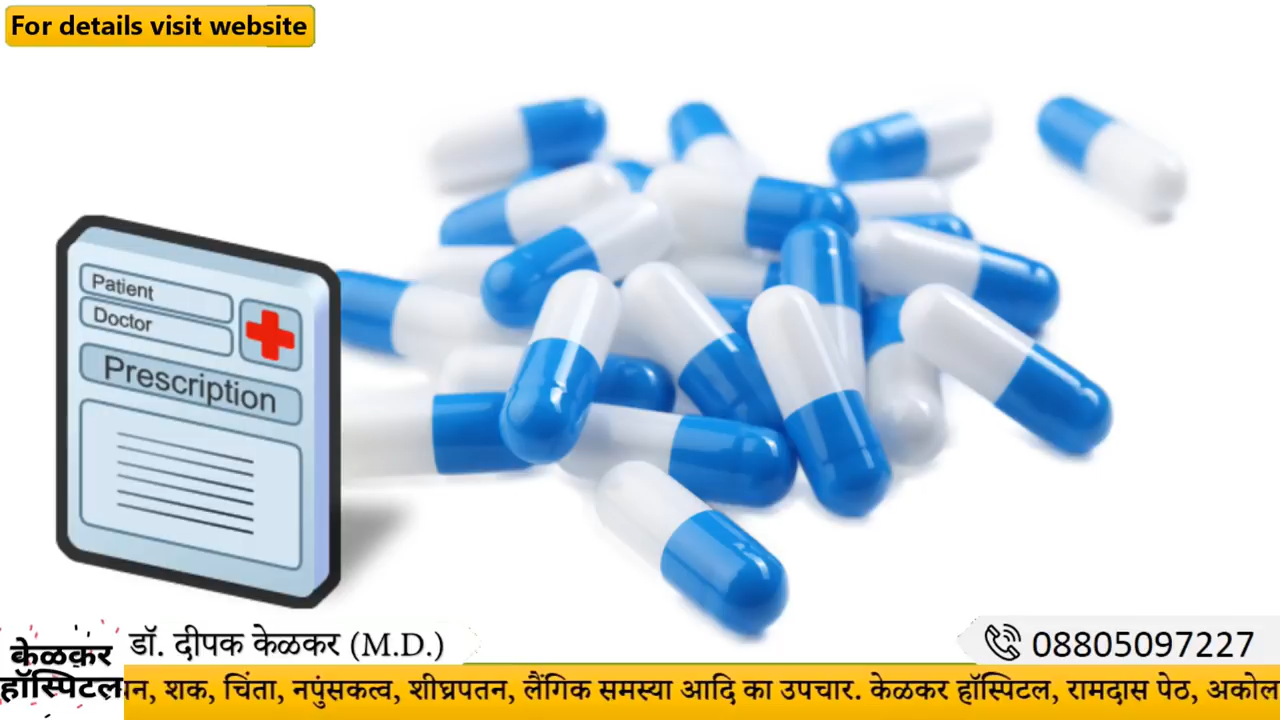 For details visit website
Patient
Doctor
Prescription
डॉ. दीपक केळकर (M.D.)
08805097227
केळकर
हॉस्पिटल
शक, चिंता, नपुंसकत्व, शीघ्रपतन, लैंगिक समस्या आदि का उपचार. केळकर हॉस्पिटल, रामदास पेठ,